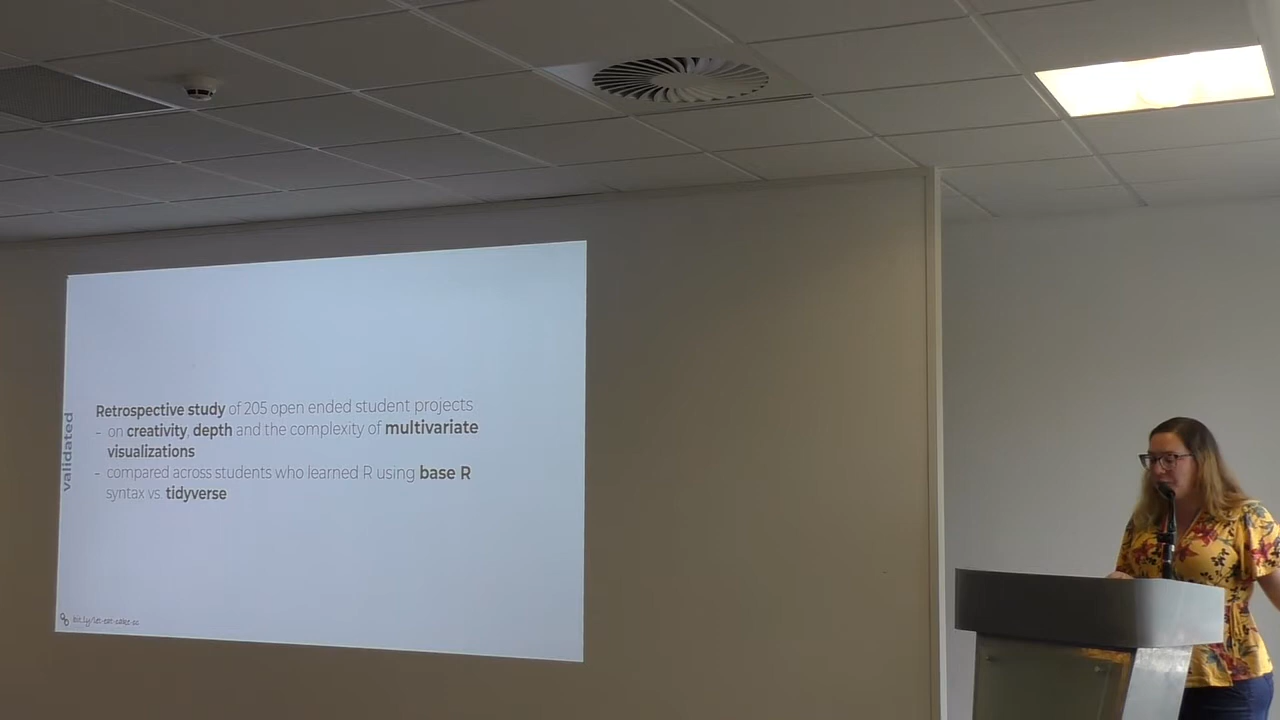 validated
Retrospective study of 205 open ended student projects
- on creativity, depth and the complexity of multivariate
visualizations
- compared across students who learned R using base R
syntax vs. tidyverse